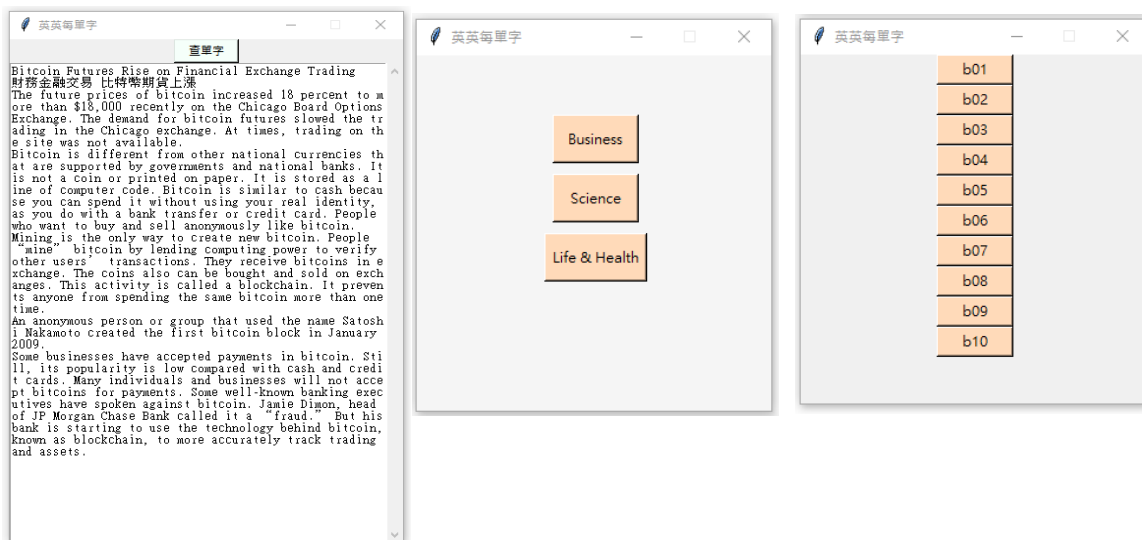 英英每單字
查單字
Bitcoin Futures Rise on Financial Exchange Trading
財務金融交易 比特幣期貨上漲
The future prices of bitcoin increased 18 percent to m
ore than $18,000 recently on the Chicago Board Options
Exchange. The demand for bitcoin futures slowed the tr
ading in the Chicago exchange. At times, trading on th
e site was not available.
Bitcoin is different from other national currencies th
at are supported by governments and national banks. It
is not a coin or printed on paper. It is stored as a l
ine of computer code. Bitcoin is similar to cash becau
se you can spend it without using your real identity,
as you do with a bank transfer or credit card. People
who want to buy and sell anonymously like bitcoin.
Mining is the only way to create new bitcoin. People
“mine” bitcoin by lending computing power to verify
other users’ transactions. They receive bitcoins in e
xchange. The coins also can be bought and sold on exch
anges. This activity is called a blockchain. It preven
ts anyone from spending the same bitcoin more than one
time.
An anonymous person or group that used the name Satosh
i Nakamoto created the first bitcoin block in January
2009.
Some businesses have accepted payments in bitcoin. Sti
ll, its popularity is low compared with cash and credi
t cards. Many individuals and businesses will not acce
pt bitcoins for payments. Some well-known banking exec
utives have spoken against bitcoin. Jamie Dimon, head
of JP Morgan Chase Bank called it a “fraud.” But his
bank is starting to use the technology behind bitcoin,
known as blockchain, to more accurately track trading
and assets.
英英每單字
Business
Science
Life & Health
英英每單字
b01
b02
b03
b04
b05
b06
b07
b08
b09
b10